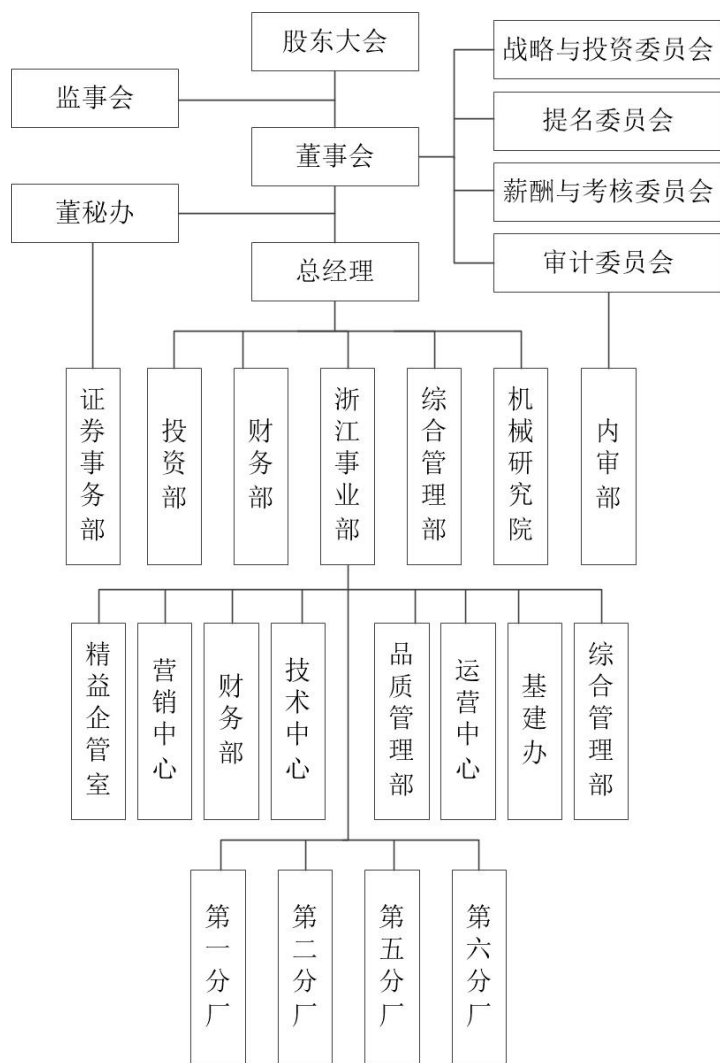 股东大会
监事会
董事会
董秘办
总经理
战略与投资委员会
提名委员会
薪酬与考核委员会
审计委员会
证券事务部
投资部
财务部
浙江事业部
综合管理部
机械研究院
内审部
精益企管室
营销中心
财务部
技术中心
品质管理部
运营中心
基建办
综合管理部
第一分厂
第二分厂
第五分厂
第六分厂